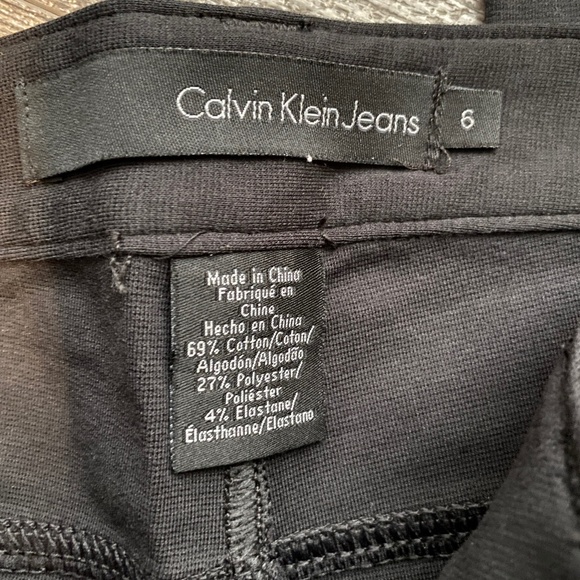 Calvin Klein Jeans
6
Made in China
Fabriqué en
Chine
Hecho en China
69% Cotton/Coton/
Algodón/Algodão
27% Polyester/
Poliéster
4% Elastane/
Élasthanne/Elastano